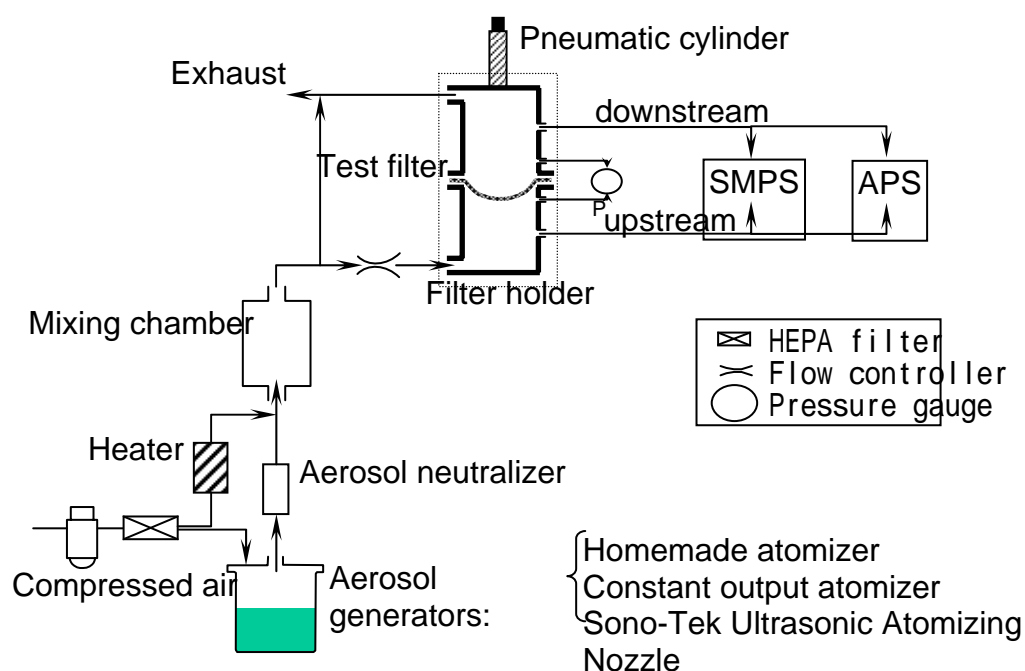 Pneumatic cylinder
Exhaust
downstream
Test filter
SMPS
APS
P
upstream
Filter holder
Mixing chamber
HEPA filter
Flow controller
Pressure gauge
Heater
Aerosol neutralizer
Compressed air
Aerosol
generators:
Homemade atomizer
Constant output atomizer
Sono-Tek Ultrasonic Atomizing
Nozzle